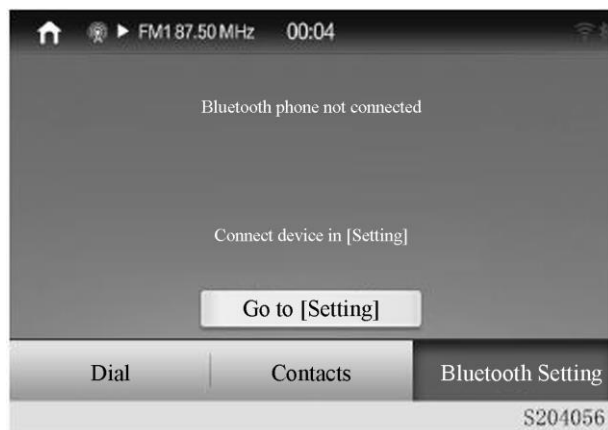 FM1 87.50 MHz 00:04
Bluetooth phone not connected
Connect device in [Setting]
Go to [Setting]
Dial Contacts Bluetooth Setting
S204056